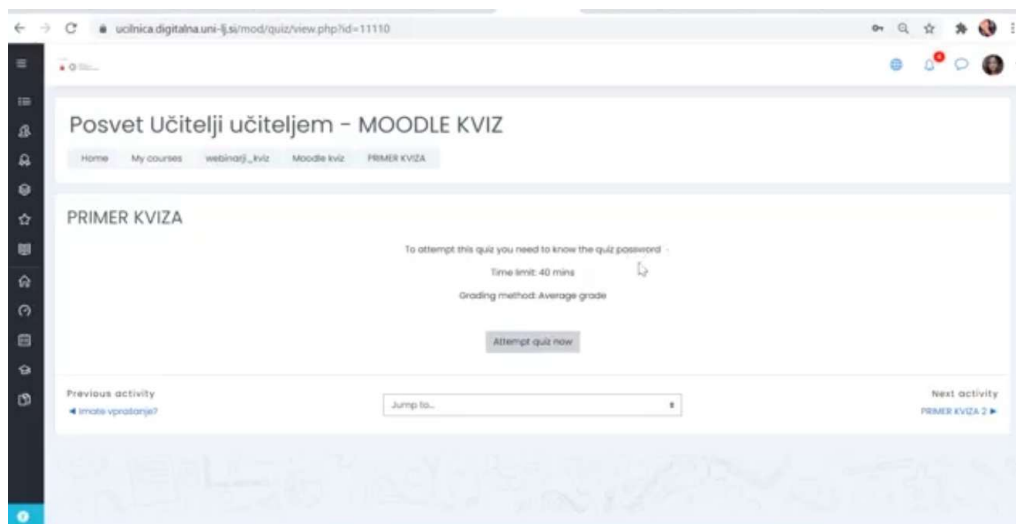 ucilnica.digitalna.uni-lj.si/mod/quiz/view.php?id=11110
Posvet Učitelji učiteljem - MOODLE KVIZ
Home My courses webinarji_kviz Moodle kviz PRIMER KVIZA
PRIMER KVIZA
To attempt this quiz you need to know the quiz password
Time limit: 40 mins
Grading method: Average grade
Attempt quiz now
Previous activity
Next activity
◄ Imate vprašanje?
Jump to...
PRIMER KVIZA 2 ►